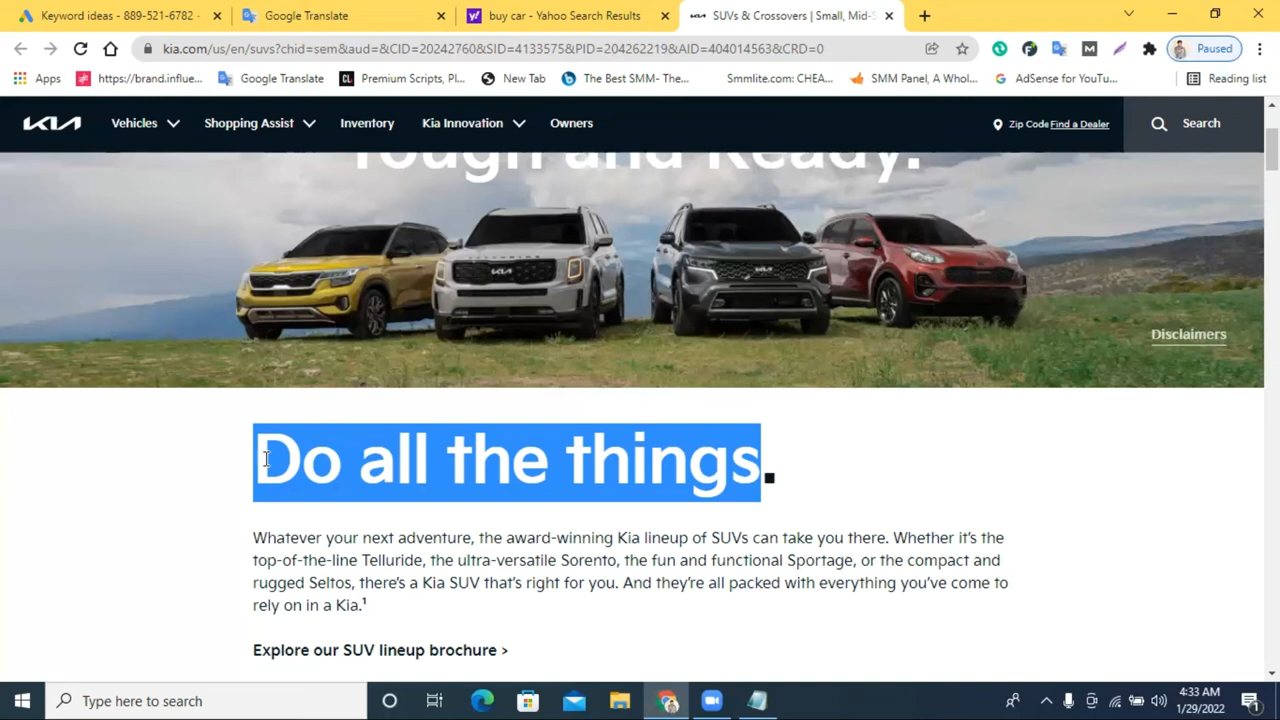 Keyword ideas - 889-521-6782
Google Translate
buy car - Yahoo Search Results
SUVs & Crossovers | Small, Mid-S
kia.com/us/en/suvs?chid=sem&aud=&CID=20242760&SID=4133575&PID=204262219&AID=404014563&CRD=0
Paused
Apps
https://brand.influe...
Google Translate
Premium Scripts, Pl...
New Tab
The Best SMM- The...
Smmlite.com: CHEA...
SMM Panel, A Whol...
AdSense for YouTu...
Reading list
KIA
Vehicles
Shopping Assist
Inventory
Kia Innovation
Owners
Zip Code Find a Dealer
Search
Tough and Ready.
Disclaimers
Do all the things.
Whatever your next adventure, the award-winning Kia lineup of SUVs can take you there. Whether it's the
top-of-the-line Telluride, the ultra-versatile Sorento, the fun and functional Sportage, or the compact and
rugged Seltos, there's a Kia SUV that's right for you. And they're all packed with everything you've come to
rely on in a Kia.1
Explore our SUV lineup brochure >
Type here to search
4:33 AM
1/29/2022
1